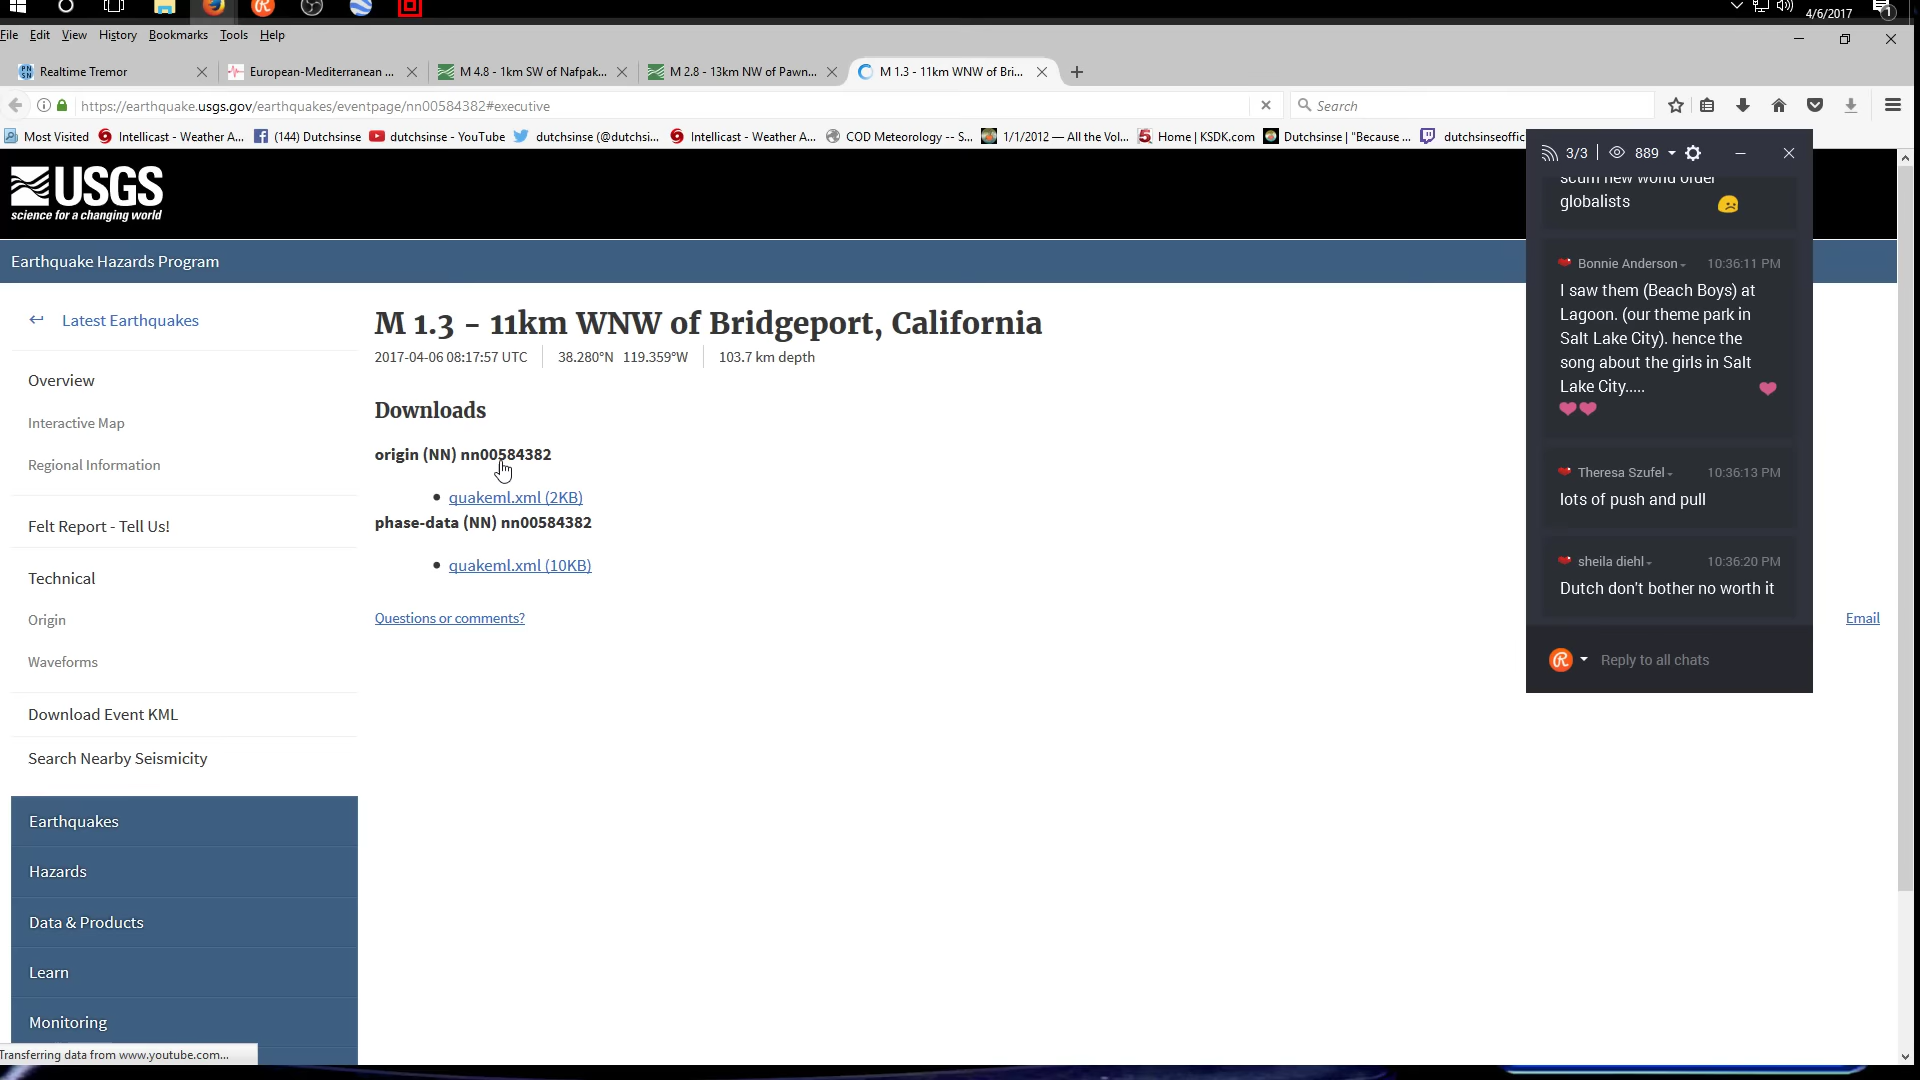 4/6/2017
1
File Edit View History Bookmarks Tools Help
Realtime Tremor
European-Mediterranean ...
M 4.8 - 1km SW of Nafpak...
M 2.8 - 13km NW of Pawn...
M 1.3 - 11km WNW of Bri...
https://earthquake.usgs.gov/earthquakes/eventpage/nn00584382#executive
Search
Most Visited
Intellicast - Weather A...
(144) Dutchsinse
dutchsinse - YouTube
dutchsinse (@dutchsi...
Intellicast - Weather A...
COD Meteorology -- S...
1/1/2012 — All the Vol...
Home | KSDK.com
Dutchsinse | "Because ...
dutchsinseoffic
USGS
science for a changing world
Earthquake Hazards Program
Latest Earthquakes
Overview
Interactive Map
Regional Information
Felt Report - Tell Us!
Technical
Origin
Waveforms
Download Event KML
Search Nearby Seismicity
Earthquakes
Hazards
Data & Products
Learn
Monitoring
Transferring data from www.youtube.com...
M 1.3 - 11km WNW of Bridgeport, California
2017-04-06 08:17:57 UTC
38.280°N 119.359°W
103.7 km depth
Downloads
origin (NN) nn00584382
quakeml.xml (2KB)
phase-data (NN) nn00584382
quakeml.xml (10KB)
Questions or comments?
Email
3/3
889
scum new world order
globalists
Bonnie Anderson 10:36:11 PM
I saw them (Beach Boys) at
Lagoon. (our theme park in
Salt Lake City). hence the
song about the girls in Salt
Lake City.....
Theresa Szufel 10:36:13 PM
lots of push and pull
sheila diehl 10:36:20 PM
Dutch don't bother no worth it
Reply to all chats